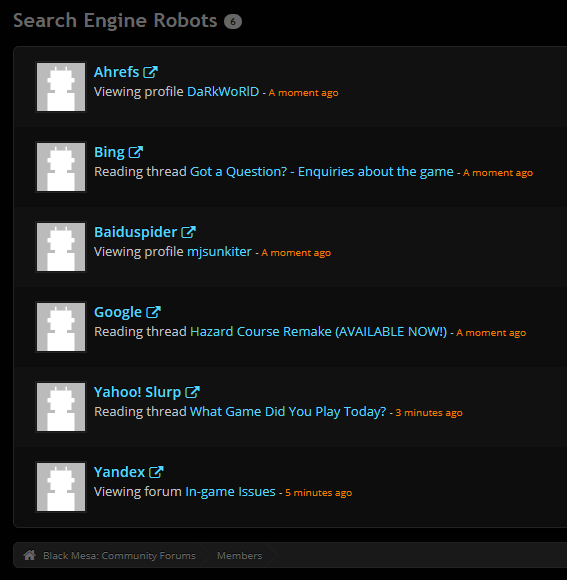 Search Engine Robots 6
Ahrefs
Viewing profile DaRkWoRlD - A moment ago
Bing
Reading thread Got a Question? - Enquiries about the game - A moment ago
Baiduspider
Viewing profile mjsunkiter - A moment ago
Google
Reading thread Hazard Course Remake (AVAILABLE NOW!) - A moment ago
Yahoo! Slurp
Reading thread What Game Did You Play Today? - 3 minutes ago
Yandex
Viewing forum In-game Issues - 5 minutes ago
Black Mesa: Community Forums Members